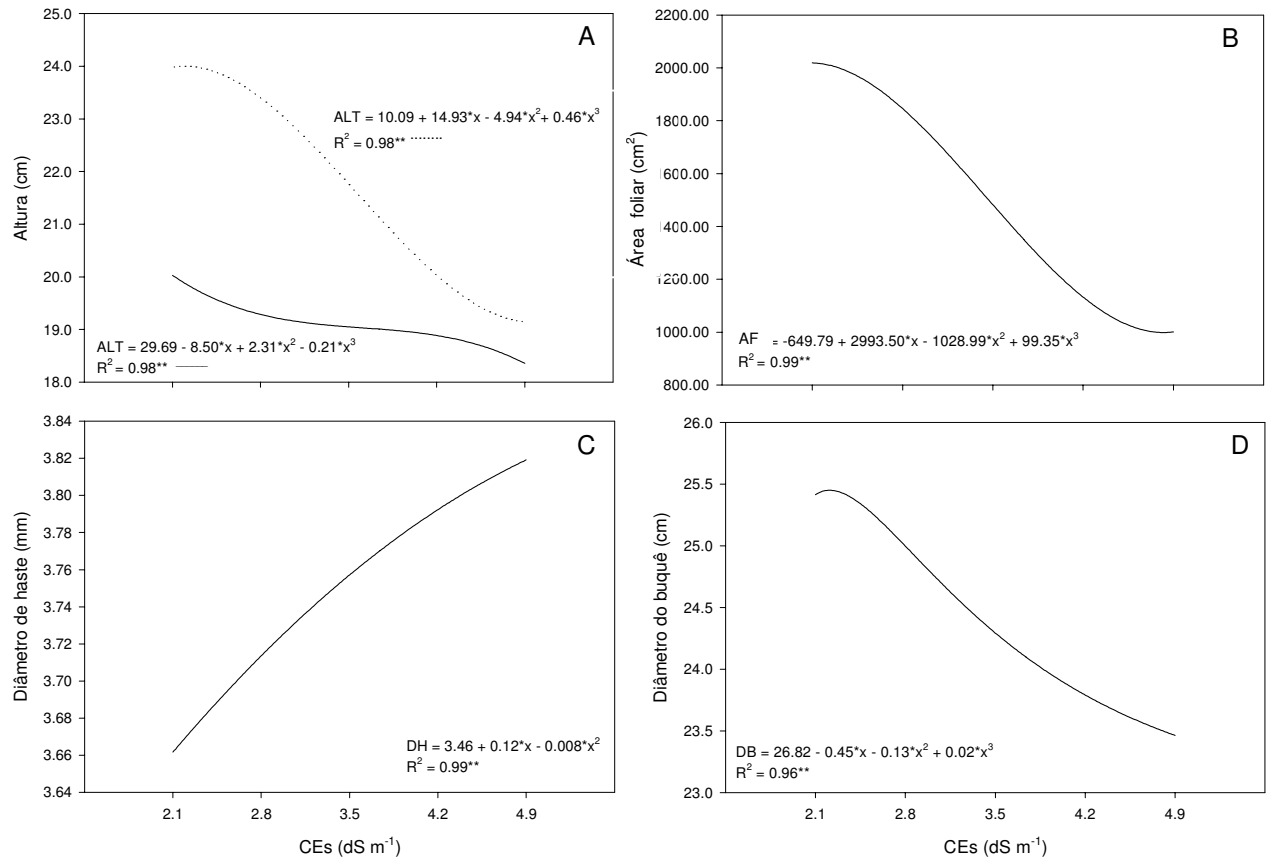 A
25.0
24.0
23.0
22.0
21.0
20.0
19.0
18.0
Altura (cm)
ALT = 10.09 + 14.93*x - 4.94*x²+ 0.46*x³
R² = 0.98**
ALT = 29.69 - 8.50*x + 2.31*x² - 0.21*x³
R² = 0.98**
B
2200.00
2000.00
1800.00
1600.00
1400.00
1200.00
1000.00
800.00
Área foliar (cm²)
AF = -649.79 + 2993.50*x - 1028.99*x² + 99.35*x³
R² = 0.99**
C
3.84
3.82
3.80
3.78
3.76
3.74
3.72
3.70
3.68
3.66
3.64
Diâmetro de haste (mm)
DH = 3.46 + 0.12*x - 0.008*x²
R² = 0.99**
2.1 2.8 3.5 4.2 4.9
CEs (dS m⁻¹)
D
26.0
25.5
25.0
24.5
24.0
23.5
23.0
Diâmetro do buquê (cm)
DB = 26.82 - 0.45*x - 0.13*x² + 0.02*x³
R² = 0.96**
2.1 2.8 3.5 4.2 4.9
CEs (dS m⁻¹)